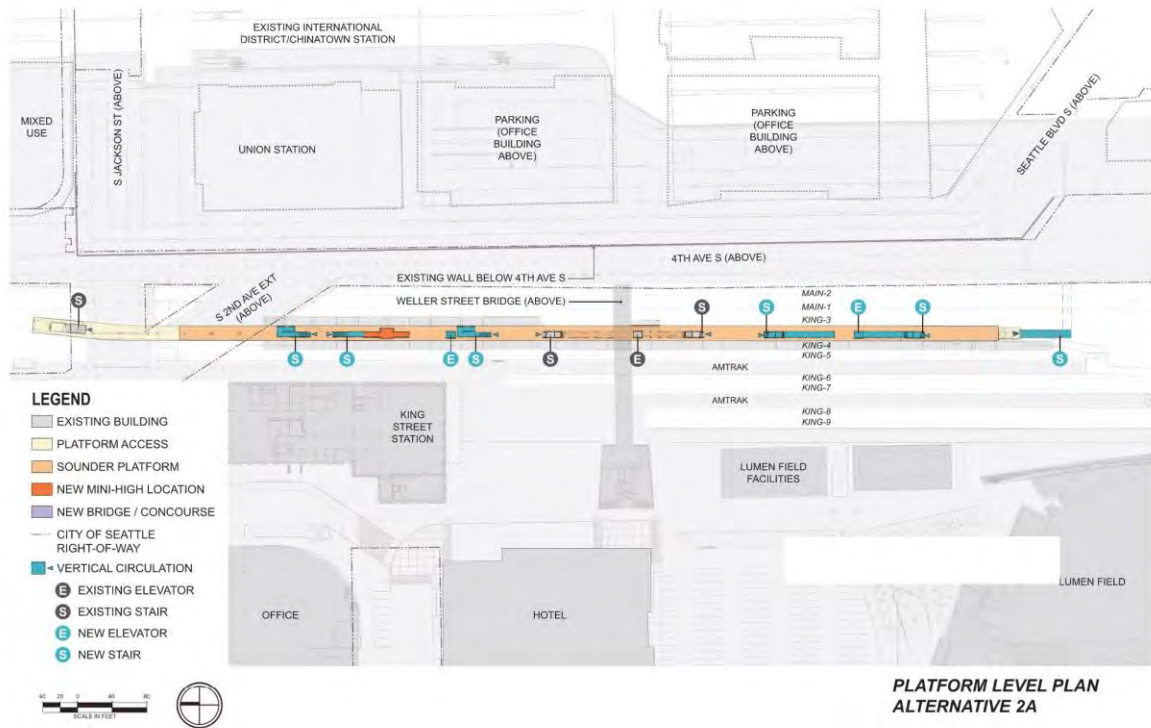 EXISTING INTERNATIONAL
DISTRICT/CHINATOWN STATION
MIXED
USE
S JACKSON ST (ABOVE)
UNION STATION
PARKING
(OFFICE
BUILDING
ABOVE)
PARKING
(OFFICE
BUILDING
ABOVE)
SEATTLE BLVD S (ABOVE)
4TH AVE S (ABOVE)
EXISTING WALL BELOW 4TH AVE S
S 2ND AVE EXT
(ABOVE)
WELLER STREET BRIDGE (ABOVE)
MAIN-2
MAIN-1
KING-3
S
S
E
S
S
S
E
S
S
E
S
KING-4
KING-5
AMTRAK
KING-6
KING-7
AMTRAK
KING-8
KING-9
KING
STREET
STATION
LUMEN FIELD
FACILITIES
OFFICE
HOTEL
LUMEN FIELD
LEGEND
EXISTING BUILDING
PLATFORM ACCESS
SOUNDER PLATFORM
NEW MINI-HIGH LOCATION
NEW BRIDGE / CONCOURSE
CITY OF SEATTLE
RIGHT-OF-WAY
VERTICAL CIRCULATION
E EXISTING ELEVATOR
S EXISTING STAIR
E NEW ELEVATOR
S NEW STAIR
40 20 0 40 80
SCALE IN FEET
PLATFORM LEVEL PLAN
ALTERNATIVE 2A